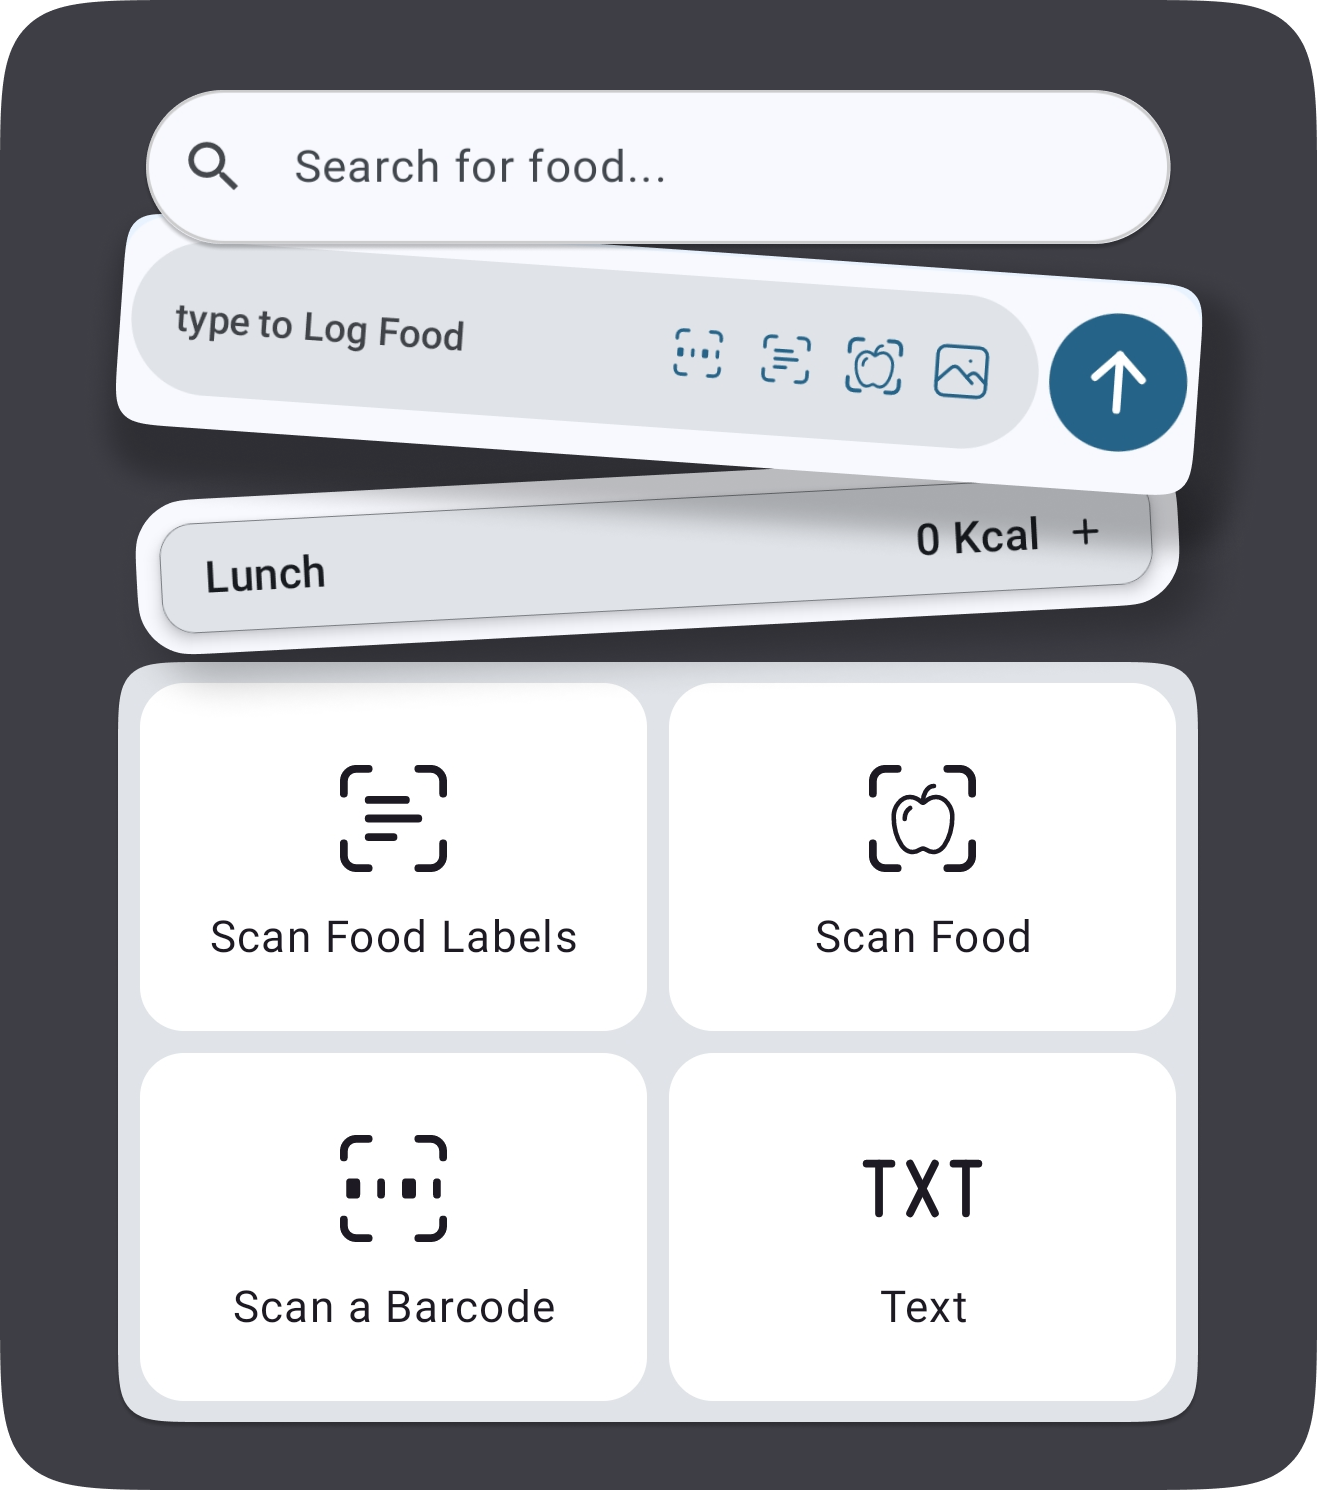 Search for food...
type to Log Food
Lunch
0 Kcal +
Scan Food Labels
Scan Food
Scan a Barcode
TXT
Text